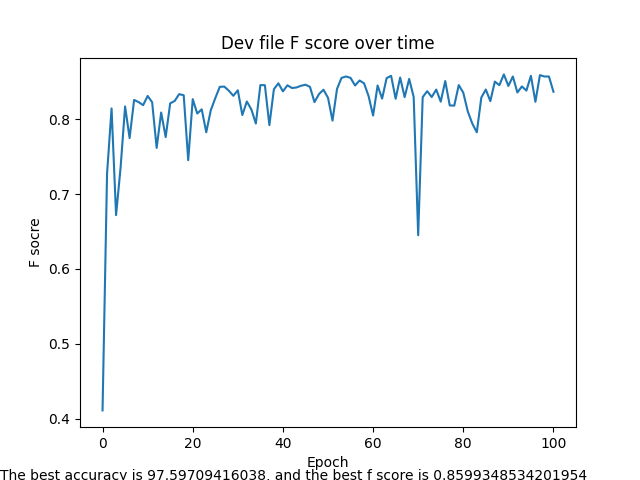 Dev file F score over time
F socre
0.8
0.7
0.6
0.5
0.4
0 20 40 60 80 100
Epoch
The best accuracy is 97.59709416038, and the best f score is 0.8599348534201954